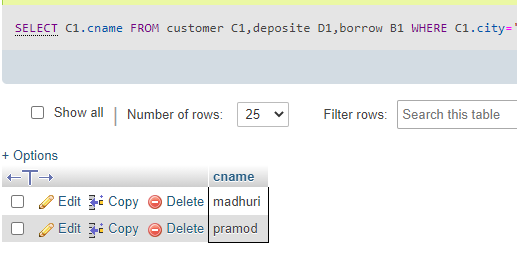 SELECT C1.cname FROM customer C1,deposite D1,borrow B1 WHERE C1.city='
Show all | Number of rows: 25 Filter rows: Search this table
+ Options
←T→ cname
Edit Copy Delete madhuri
Edit Copy Delete pramod